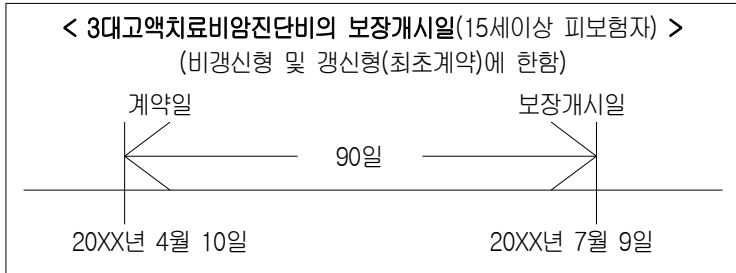 < 3대고액치료비암진단비의 보장개시일(15세이상 피보험자) >
(비갱신형 및 갱신형(최초계약)에 한함)
계약일 보장개시일
90일
20XX년 4월 10일 20XX년 7월 9일